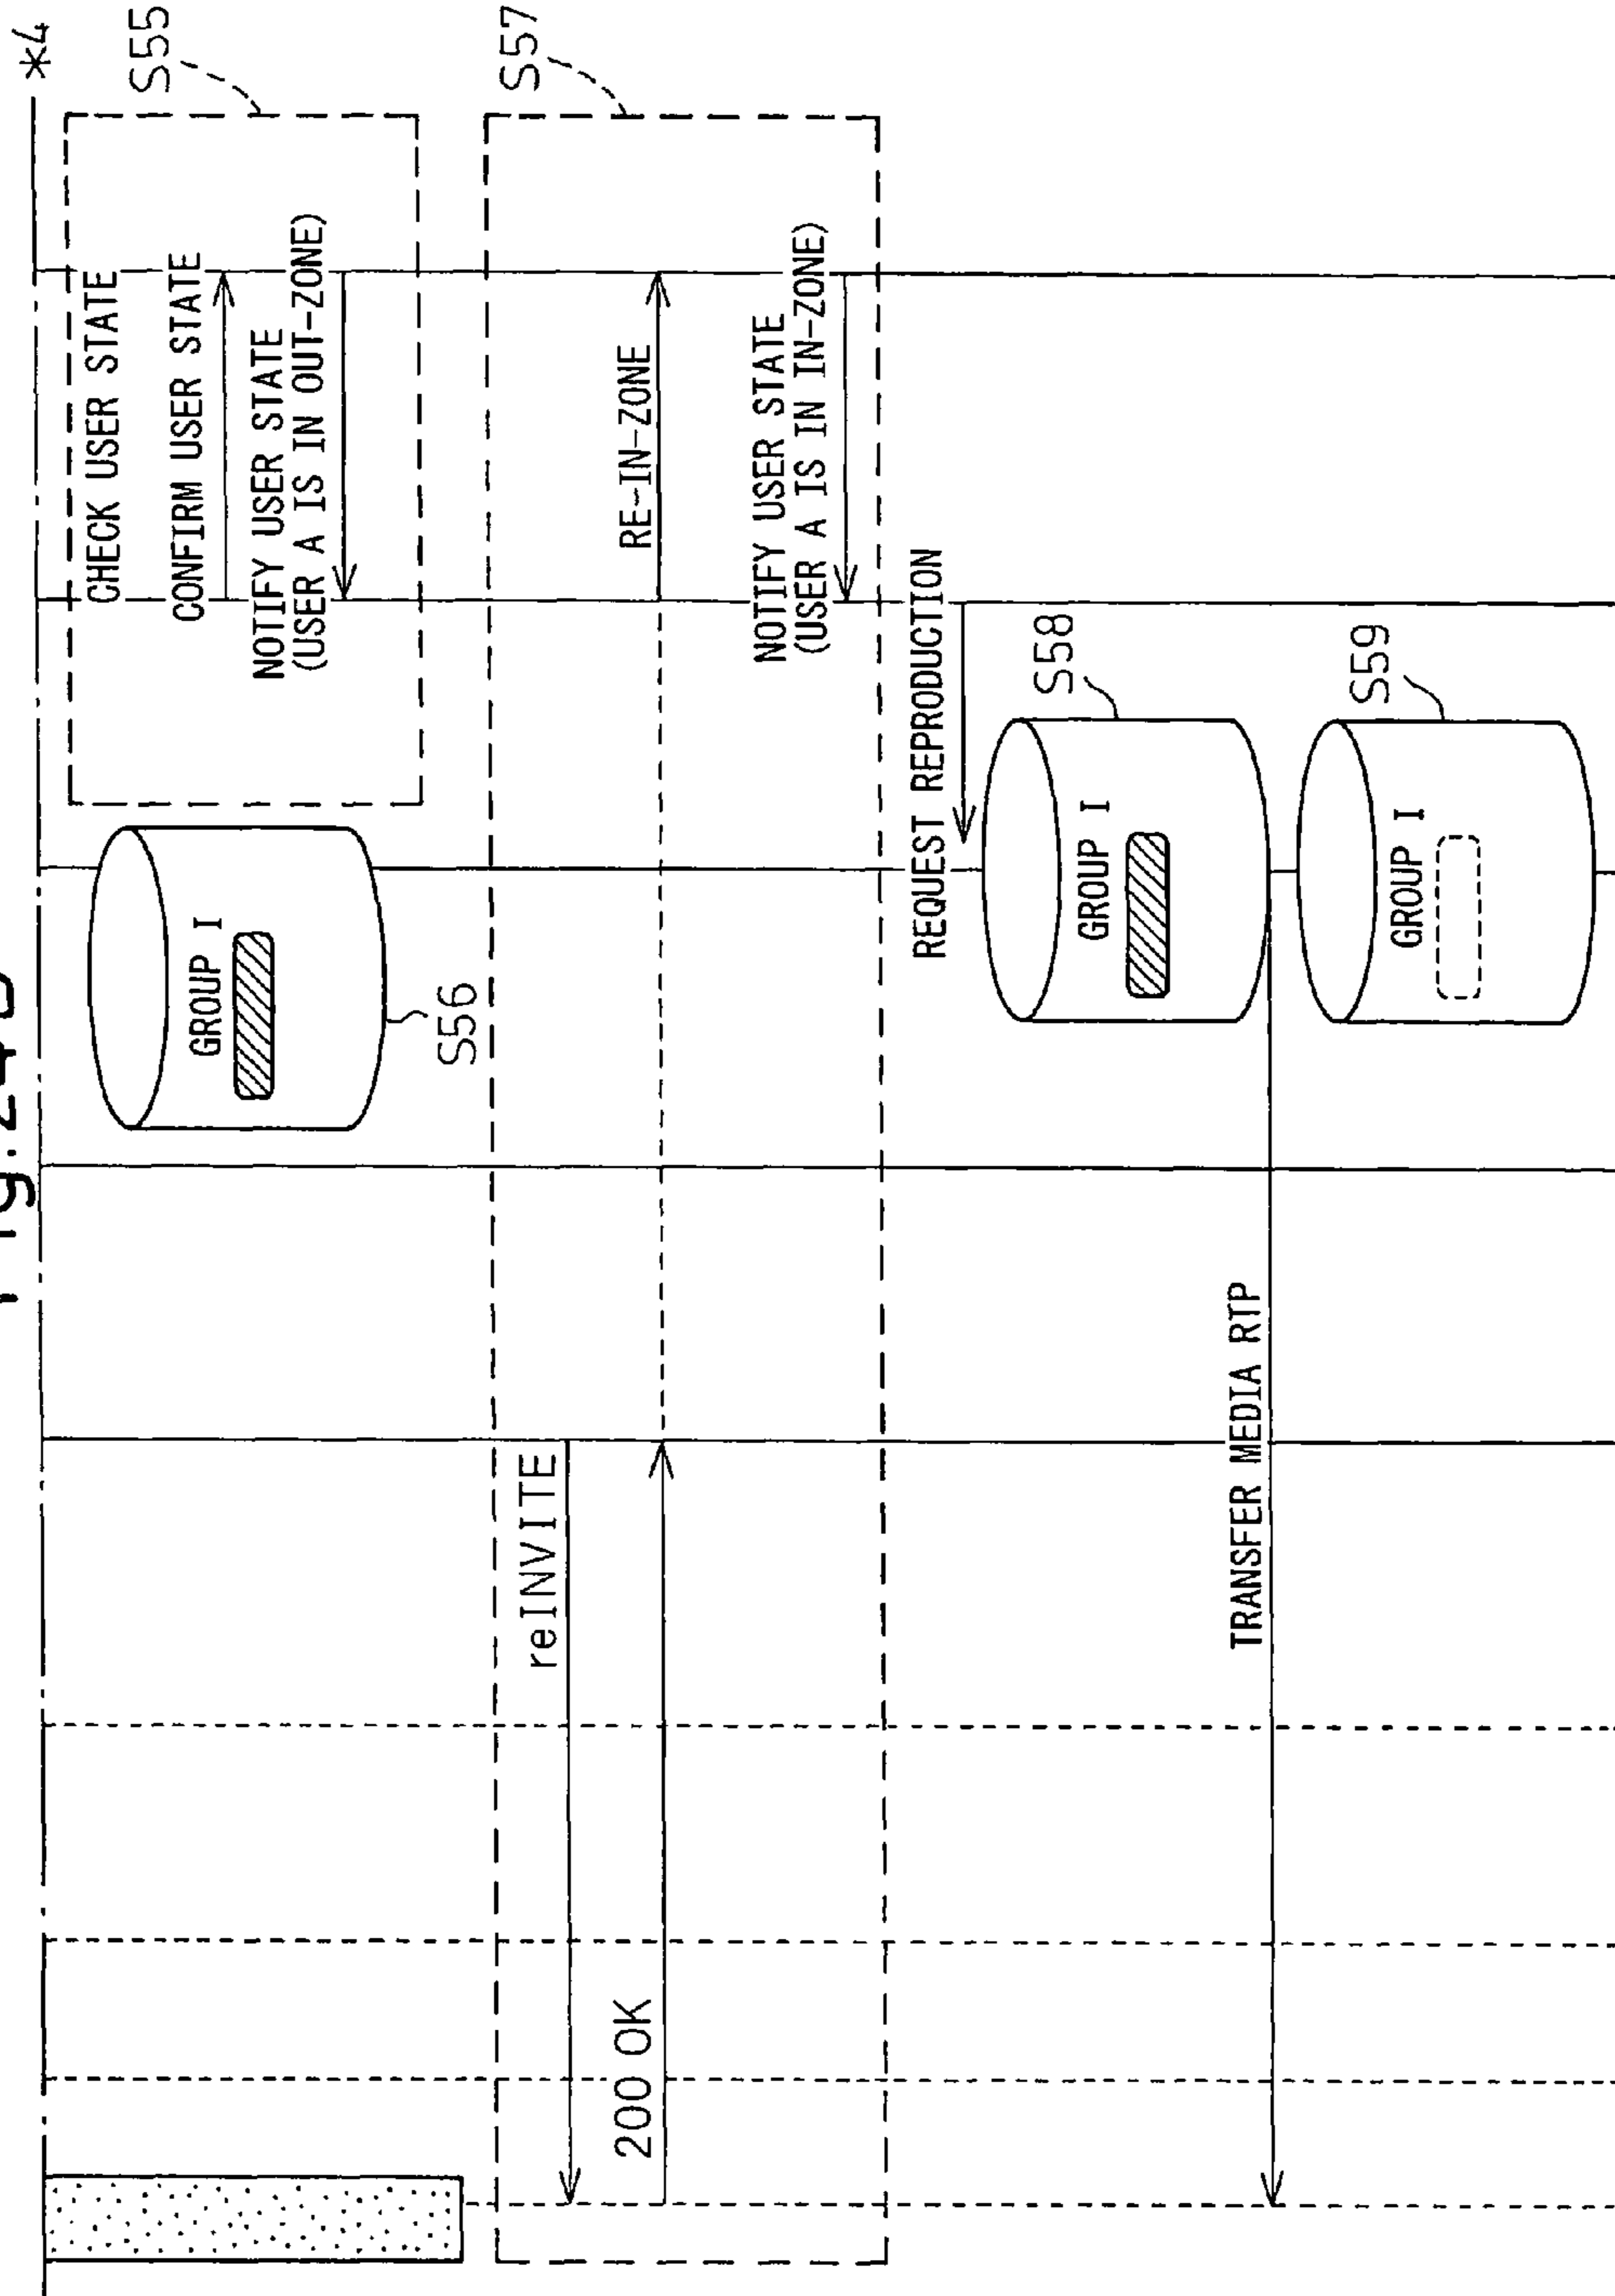 *4
S55
CHECK USER STATE
CONFIRM USER STATE
NOTIFY USER STATE
(USER A IS IN OUT-ZONE)
GROUP I
S56
S57
reINVITE
200 OK
RE-IN-ZONE
NOTIFY USER STATE
(USER A IS IN IN-ZONE)
REQUEST REPRODUCTION
S58
GROUP I
TRANSFER MEDIA RTP
S59
GROUP I